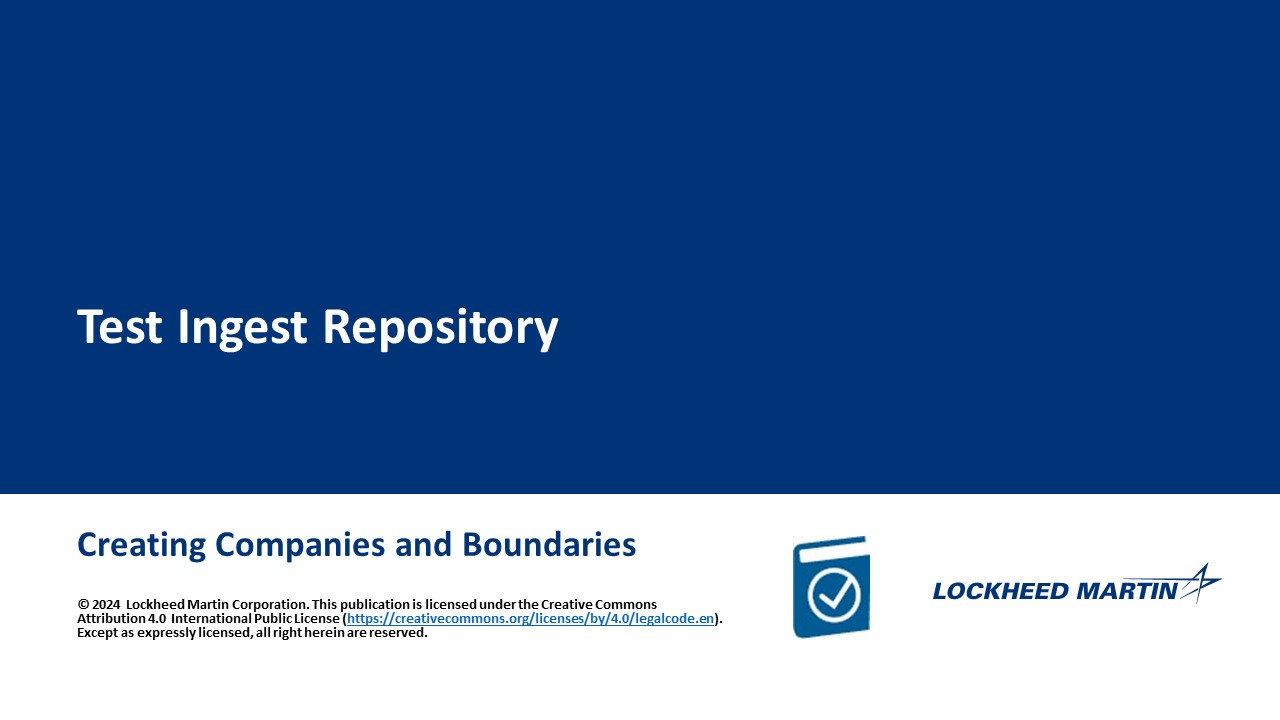 Test Ingest Repository
Creating Companies and Boundaries
© 2024 Lockheed Martin Corporation. This publication is licensed under the Creative Commons
Attribution 4.0 International Public License (https://creativecommons.org/licenses/by/4.0/legalcode.en).
Except as expressly licensed, all right herein are reserved.
LOCKHEED MARTIN